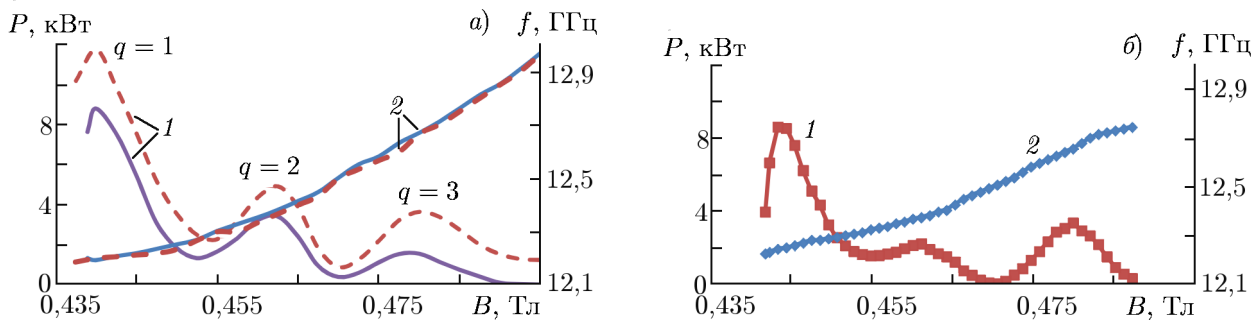 P, кВт а) f, ГГц
q = 1
12,9
8
1
2
q = 2
12,5
q = 3
4
0
12,1
0,435 0,455 0,475 B, Тл
P, кВт б) f, ГГц
12,9
1
8
2
12,5
4
0
12,1
0,435 0,455 0,475 B, Тл